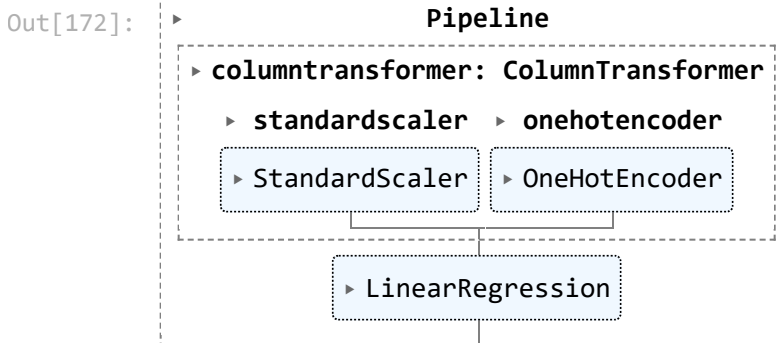 Out[172]:
Pipeline
columntransformer: ColumnTransformer
standardscaler onehotencoder
StandardScaler OneHotEncoder
LinearRegression